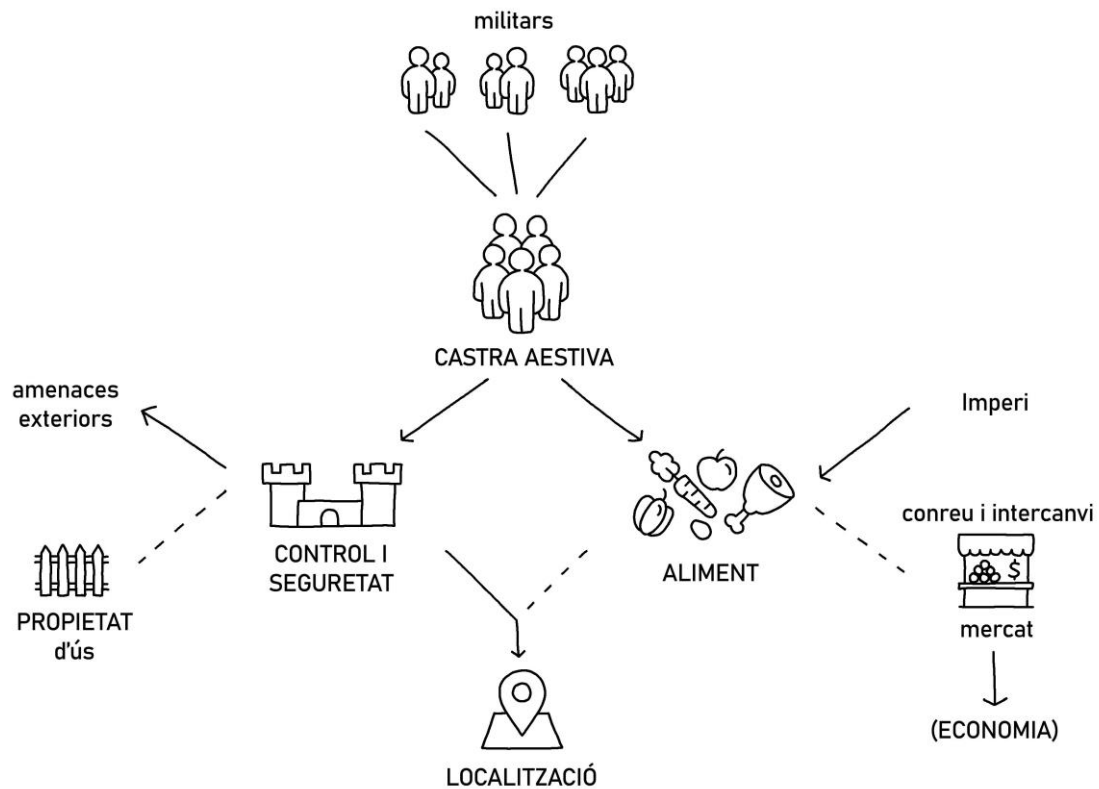 militars
CASTRA AESTIVA
amenaces
exteriors
Imperi
CONTROL I
SEGURETAT
ALIMENT
conreu i intercanvi
$
mercat
PROPIETAT
d'ús
LOCALITZACIÓ
(ECONOMIA)